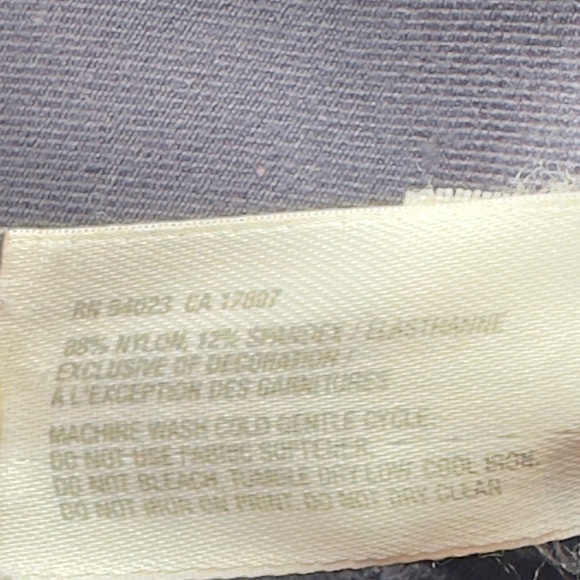 RN 54023 CA 17897
88% NYLON, 12% SPANDEX / ELASTHANNE
EXCLUSIVE OF DECORATION /
À L'EXCEPTION DES GARNITURES
MACHINE WASH COLD GENTLE CYCLE.
DO NOT USE FABRIC SOFTENER.
DO NOT BLEACH. TUMBLE DRY LOW. COOL IRON.
DO NOT IRON ON PRINT. DO NOT DRY CLEAN